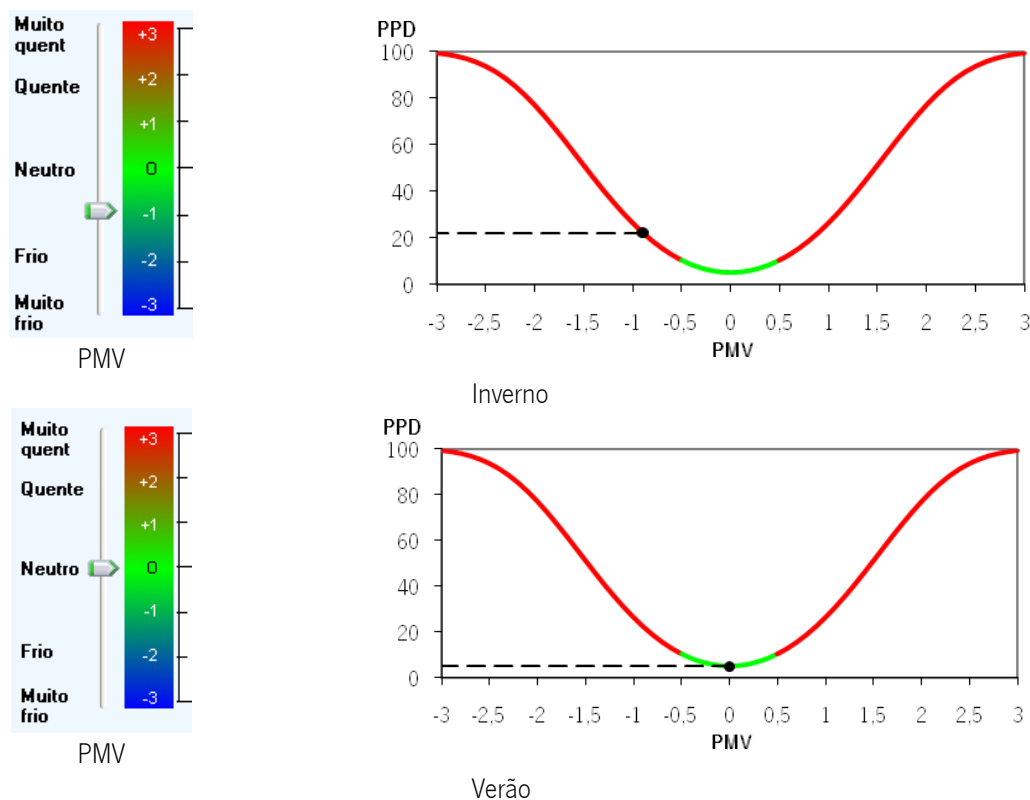 Muito
quent
Quente
Neutro
Frio
Muito
frio
+3
+2
+1
0
-1
-2
-3
PMV
PPD
100
80
60
40
20
0
-3 -2,5 -2 -1,5 -1 -0,5 0 0,5 1 1,5 2 2,5 3
PMV
Inverno
Muito
quent
Quente
Neutro
Frio
Muito
frio
+3
+2
+1
0
-1
-2
-3
PMV
PPD
100
80
60
40
20
0
-3 -2,5 -2 -1,5 -1 -0,5 0 0,5 1 1,5 2 2,5 3
PMV
Verão